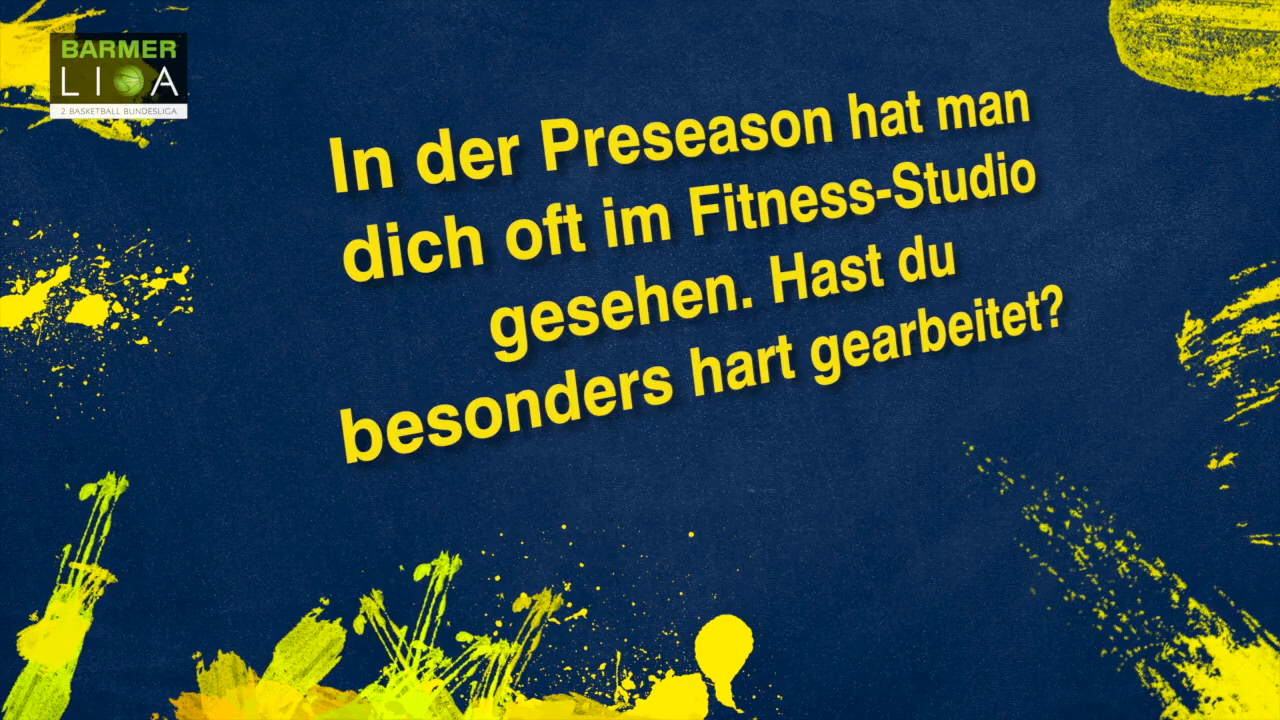 BARMER
LIGA
2. BASKETBALL BUNDESLIGA
In der Preseason hat man
dich oft im Fitness-Studio
gesehen. Hast du
besonders hart gearbeitet?